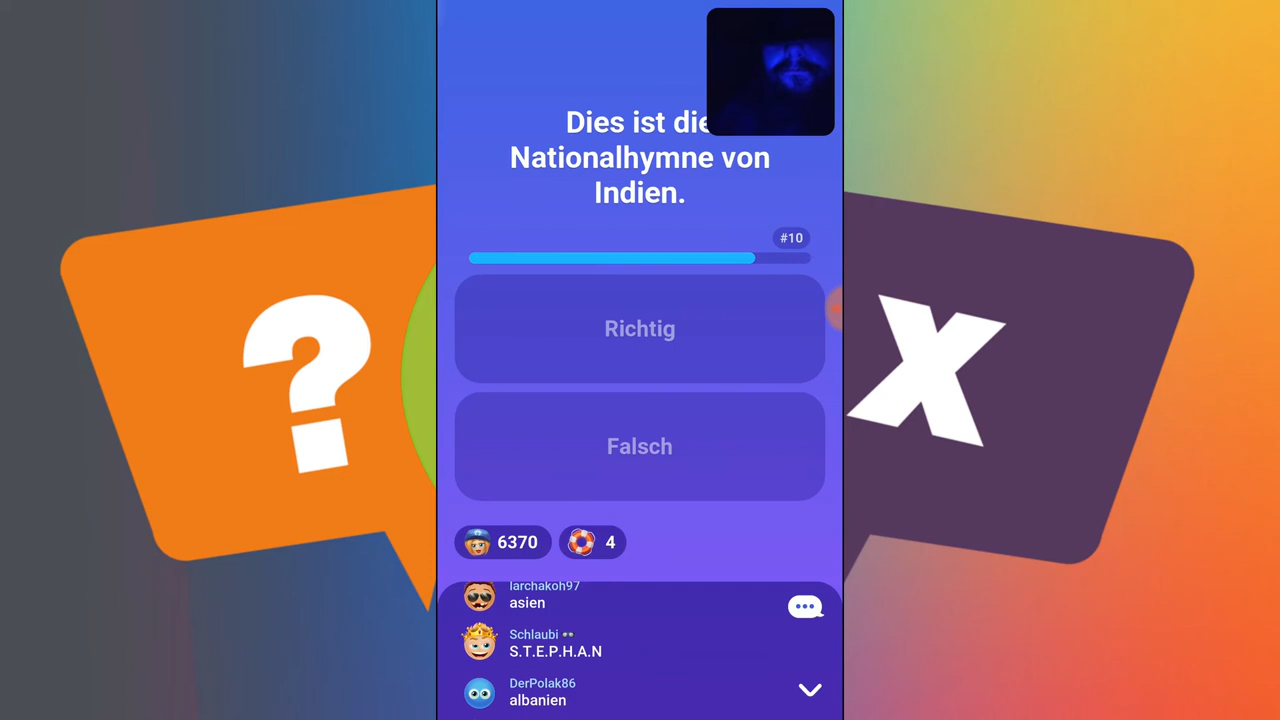 ?
X
Dies ist die
Nationalhymne von
Indien.
#10
Richtig
Falsch
6370
4
larchakoh97
asien
Schlaubi
S.T.E.P.H.A.N
DerPolak86
albanien